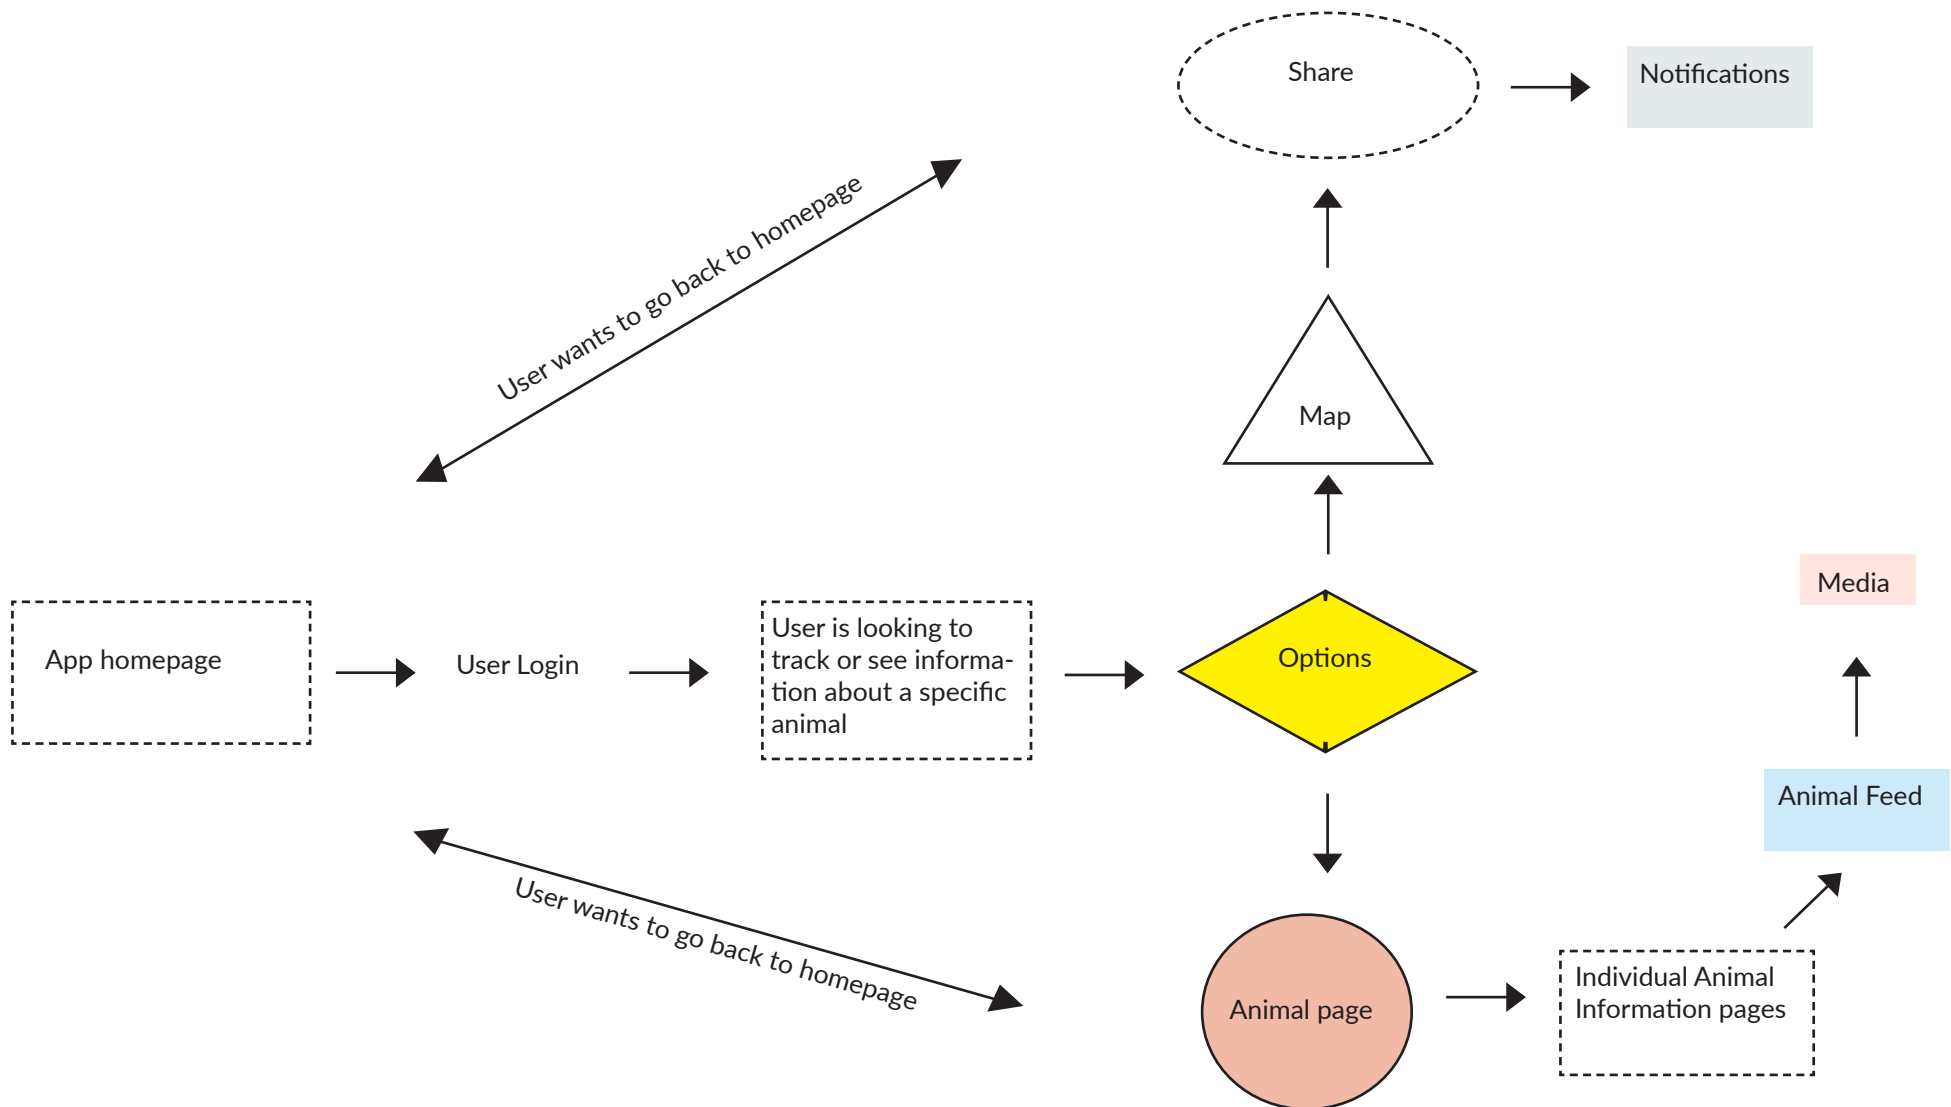 Share
Notifications
User wants to go back to homepage
Map
Media
App homepage
User Login
User is looking to
track or see informa-
tion about a specific
animal
Options
Animal Feed
User wants to go back to homepage
Animal page
Individual Animal
Information pages